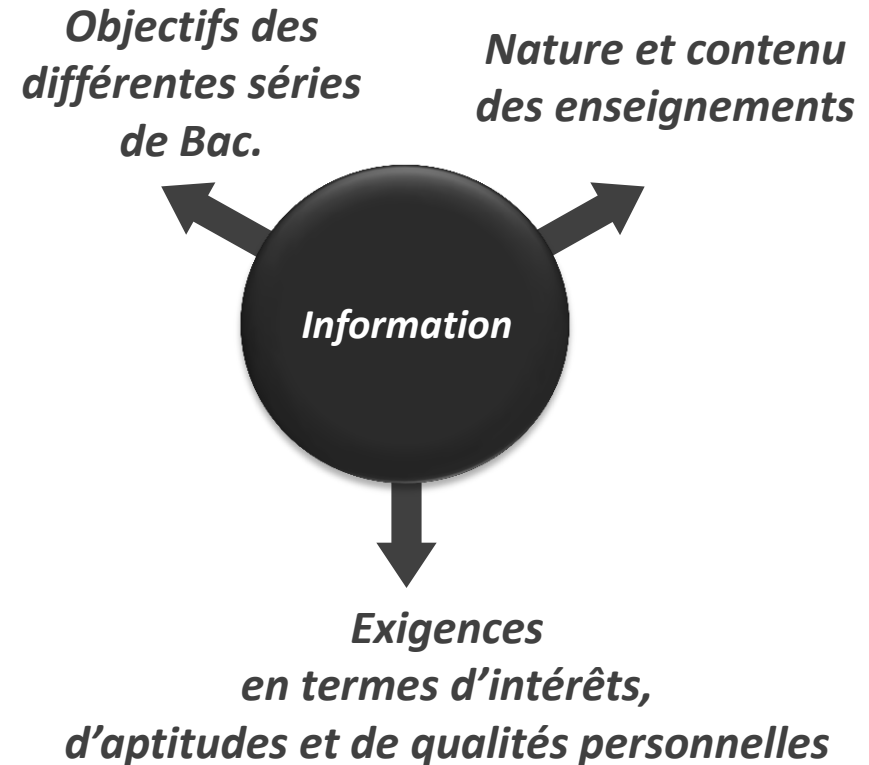 Objectifs des
différentes séries
de Bac.
Nature et contenu
des enseignements
Information
Exigences
en termes d’intérêts,
d’aptitudes et de qualités personnelles